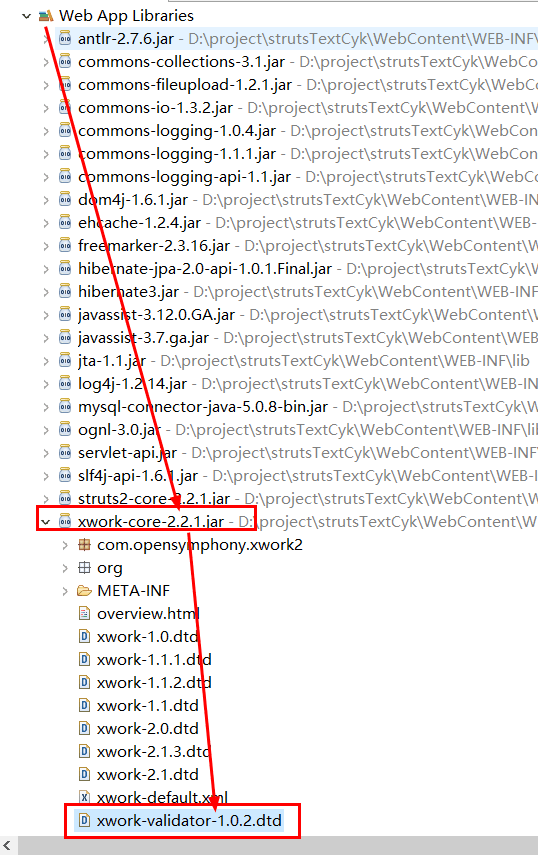 Web App Libraries
antlr-2.7.6.jar - D:\project\strutsTextCyk\WebContent\WEB-INF\
commons-collections-3.1.jar - D:\project\strutsTextCyk\WebCo
commons-fileupload-1.2.1.jar - D:\project\strutsTextCyk\WebCon
commons-io-1.3.2.jar - D:\project\strutsTextCyk\WebContent\W
commons-logging-1.0.4.jar - D:\project\strutsTextCyk\WebCont
commons-logging-1.1.1.jar - D:\project\strutsTextCyk\WebCont
commons-logging-api-1.1.jar - D:\project\strutsTextCyk\WebCon
dom4j-1.6.1.jar - D:\project\strutsTextCyk\WebContent\WEB-IN
ehcache-1.2.4.jar - D:\project\strutsTextCyk\WebContent\WEB-
freemarker-2.3.16.jar - D:\project\strutsTextCyk\WebContent\W
hibernate-jpa-2.0-api-1.0.1.Final.jar - D:\project\strutsTextCyk\
hibernate3.jar - D:\project\strutsTextCyk\WebContent\WEB-INF
javassist-3.12.0.GA.jar - D:\project\strutsTextCyk\WebContent\
javassist-3.7.ga.jar - D:\project\strutsTextCyk\WebContent\WEB
jta-1.1.jar - D:\project\strutsTextCyk\WebContent\WEB-INF\lib
log4j-1.2.14.jar - D:\project\strutsTextCyk\WebContent\WEB-IN
mysql-connector-java-5.0.8-bin.jar - D:\project\strutsTextCyk\W
ognl-3.0.jar - D:\project\strutsTextCyk\WebContent\WEB-INF\li
servlet-api.jar - D:\project\strutsTextCyk\WebContent\WEB-INF
slf4j-api-1.6.1.jar - D:\project\strutsTextCyk\WebContent\WEB-
struts2-core-2.2.1.jar - D:\project\strutsTextCyk\WebContent\W
xwork-core-2.2.1.jar - D:\project\strutsTextCyk\WebContent\WE
com.opensymphony.xwork2
org
META-INF
overview.html
xwork-1.0.dtd
xwork-1.1.1.dtd
xwork-1.1.2.dtd
xwork-1.1.dtd
xwork-2.0.dtd
xwork-2.1.3.dtd
xwork-2.1.dtd
xwork-default.xml
xwork-validator-1.0.2.dtd